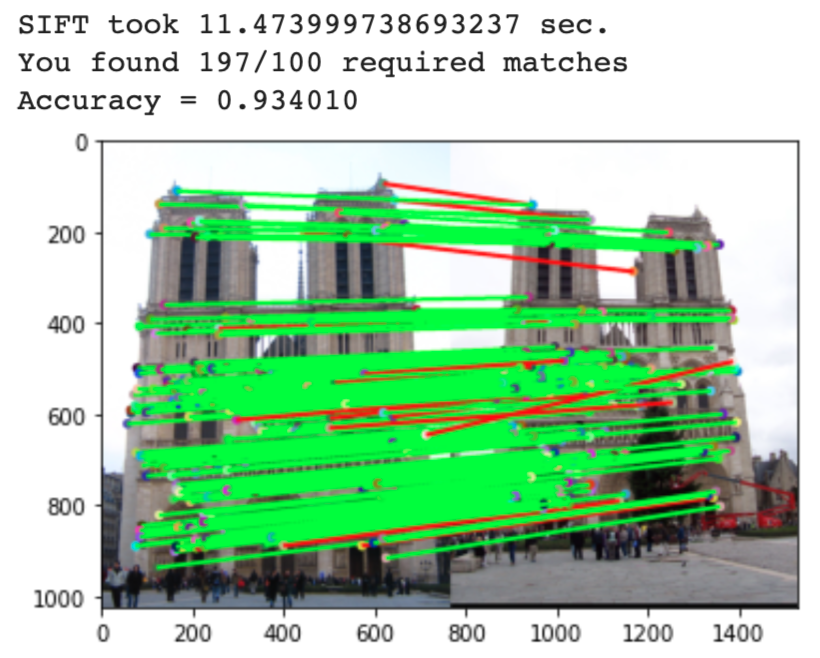 SIFT took 11.473999738693237 sec.
You found 197/100 required matches
Accuracy = 0.934010
0
200
400
600
800
1000
0 200 400 600 800 1000 1200 1400